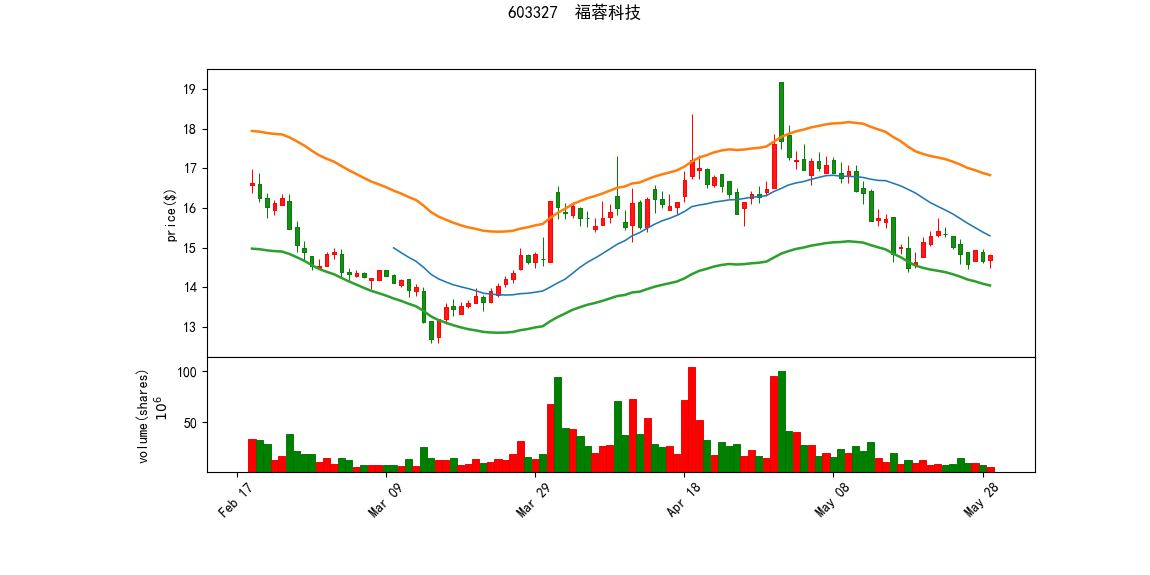 603327  福蓉科技
price($)
19
18
17
16
15
14
13
volume(shares)
10^6
100
50
Feb 17
Mar 09
Mar 29
Apr 18
May 08
May 28